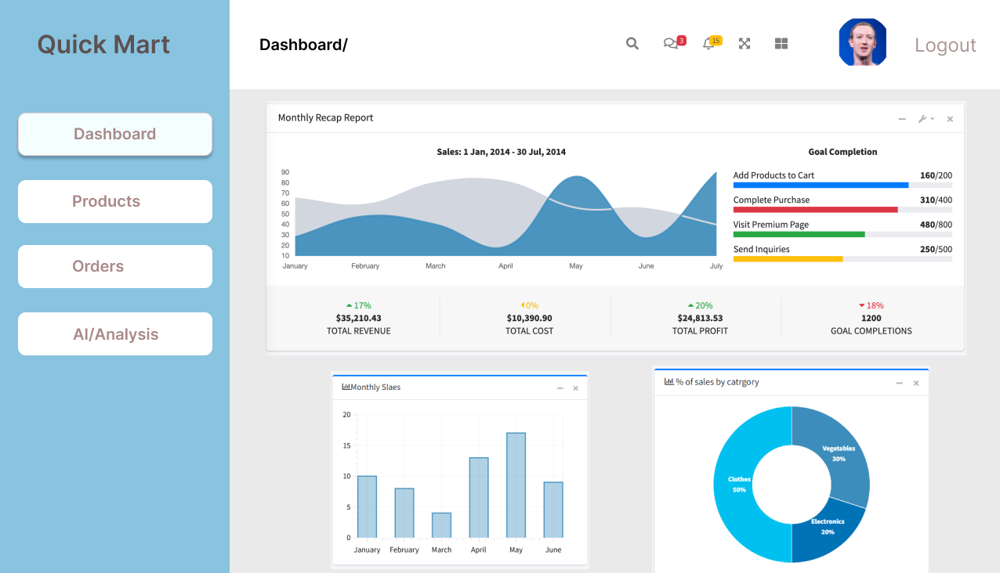 Quick Mart
Dashboard/
3
15
Logout
Dashboard
Products
Orders
AI/Analysis
Monthly Recap Report
Sales: 1 Jan, 2014 - 30 Jul, 2014
90
80
70
60
50
40
30
20
10
January February March April May June July
Goal Completion
Add Products to Cart 160/200
Complete Purchase 310/400
Visit Premium Page 480/800
Send Inquiries 250/500
17%
$35,210.43
TOTAL REVENUE
0%
$10,390.90
TOTAL COST
20%
$24,813.53
TOTAL PROFIT
18%
1200
GOAL COMPLETIONS
Monthly Slaes
20
15
10
5
0
January February March April May June
% of sales by catrgory
Vegetables
30%
Clothes
50%
Electronics
20%